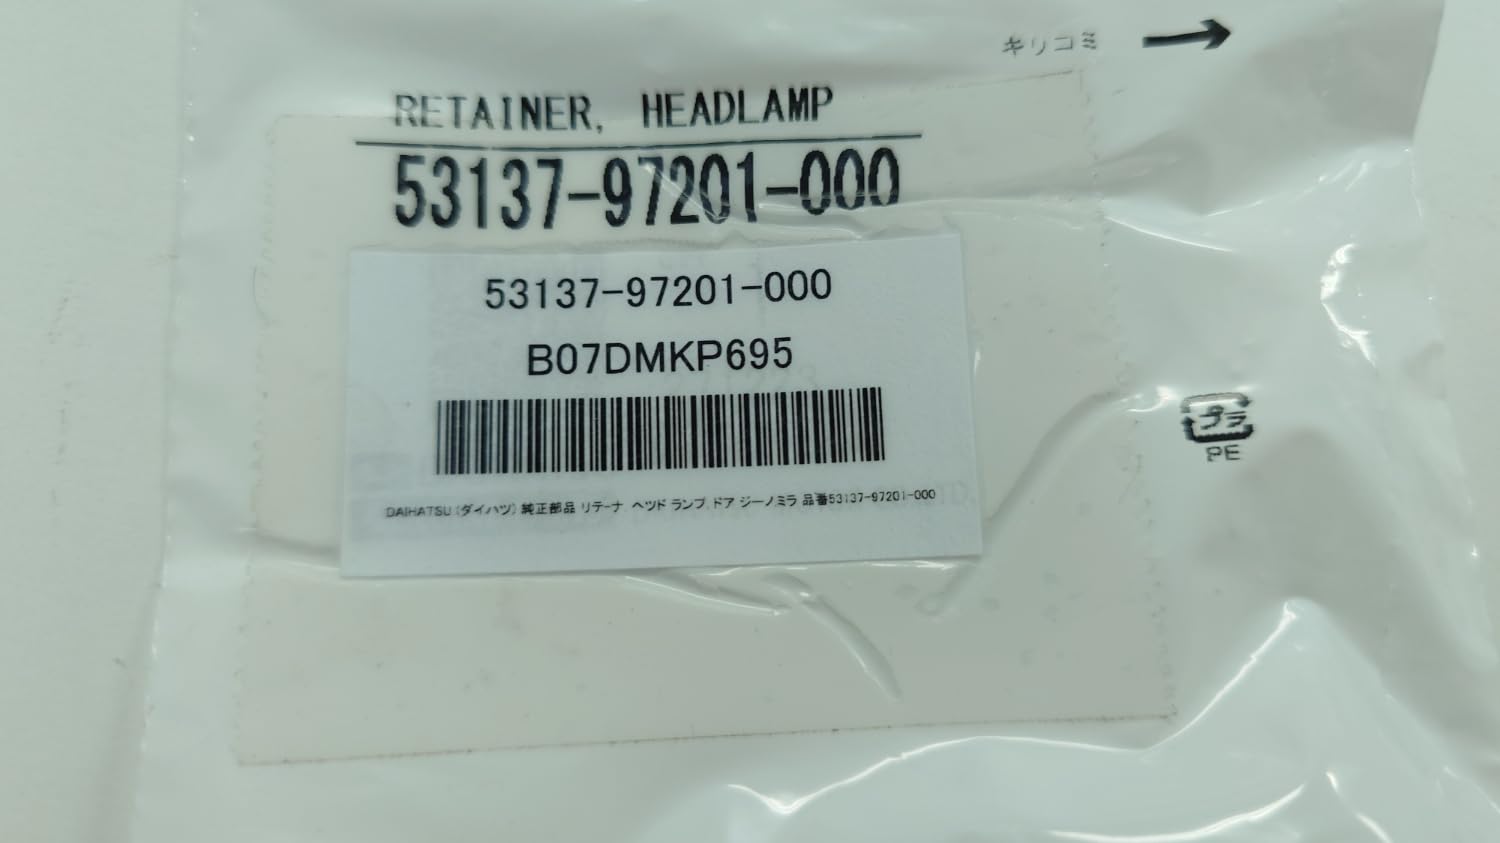 キリコミ →
RETAINER, HEADLAMP
53137-97201-000
53137-97201-000
B07DMKP695
DAIHATSU (ダイハツ) 純正部品 リテーナ, ヘツド ランプ, ドア ジーノ,ミラ 品番53137-97201-000
プラ
PE